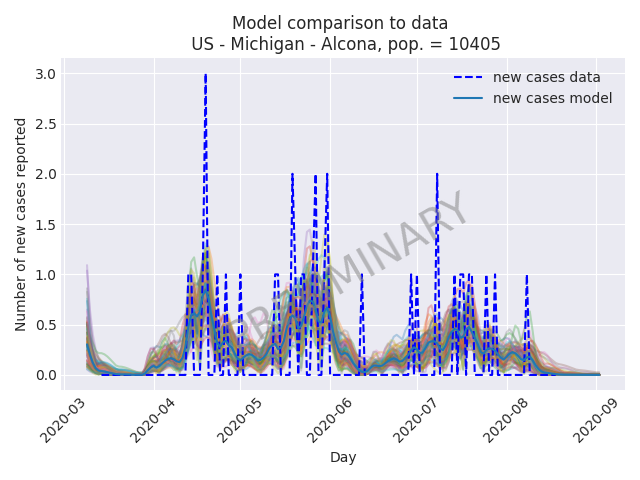 Model comparison to data
US - Michigan - Alcona, pop. = 10405
new cases data
new cases model
PRELIMINARY
Number of new cases reported
3.0
2.5
2.0
1.5
1.0
0.5
0.0
2020-03
2020-04
2020-05
2020-06
2020-07
2020-08
2020-09
Day